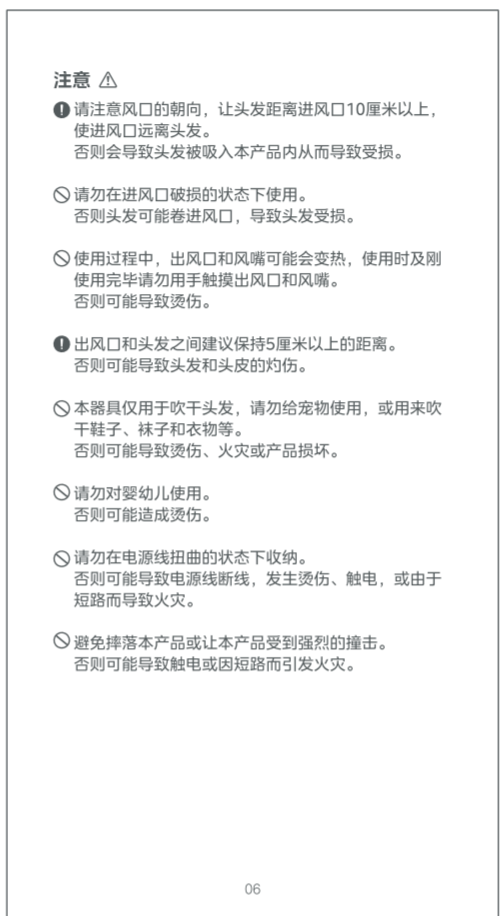 注意
请注意风口的朝向，让头发距离进风口10厘米以上，
使进风口远离头发。
否则会导致头发被吸入本产品内从而导致受损。
请勿在进风口破损的状态下使用。
否则头发可能卷进风口，导致头发受损。
使用过程中，出风口和风嘴可能会变热，使用时及刚
使用完毕请勿用手触摸出风口和风嘴。
否则可能导致烫伤。
出风口和头发之间建议保持5厘米以上的距离。
否则可能导致头发和头皮的灼伤。
本器具仅用于吹干头发，请勿给宠物使用，或用来吹
干鞋子、袜子和衣物等。
否则可能导致烫伤、火灾或产品损坏。
请勿对婴幼儿使用。
否则可能造成烫伤。
请勿在电源线扭曲的状态下收纳。
否则可能导致电源线断线，发生烫伤、触电，或由于
短路而导致火灾。
避免摔落本产品或让本产品受到强烈的撞击。
否则可能导致触电或因短路而引发火灾。
06